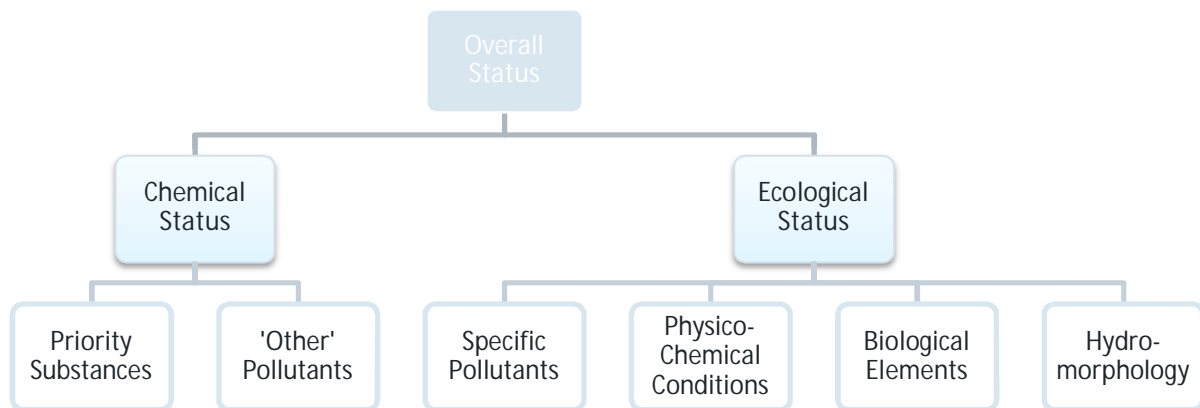 Overall
Status
Chemical
Status
Ecological
Status
Priority
Substances
'Other'
Pollutants
Specific
Pollutants
Physico-
Chemical
Conditions
Biological
Elements
Hydro-
morphology